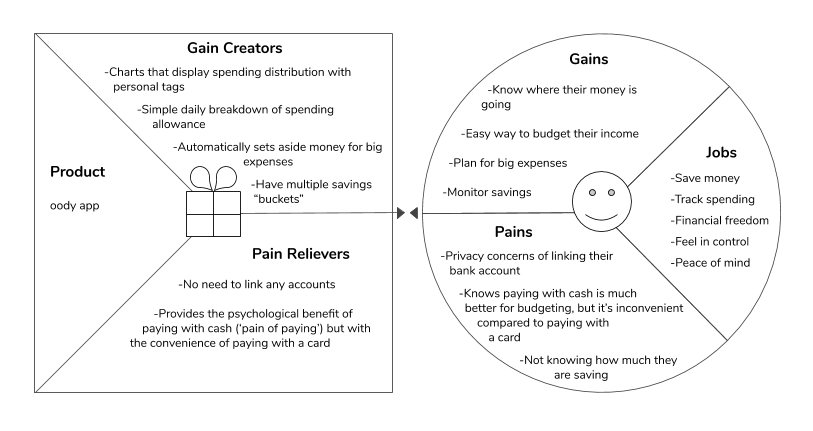 Gain Creators
-Charts that display spending distribution with
personal tags
-Simple daily breakdown of spending
allowance
-Automatically sets aside money for big
expenses
-Have multiple savings
“buckets”
Product
oody app
Pain Relievers
-No need to link any accounts
-Provides the psychological benefit of
paying with cash (‘pain of paying’) but with
the convenience of paying with a card
Gains
-Know where their money is
going
-Easy way to budget their income
-Plan for big expenses
-Monitor savings
Jobs
-Save money
-Track spending
-Financial freedom
-Feel in control
-Peace of mind
Pains
-Privacy concerns of linking their
bank account
-Knows paying with cash is much
better for budgeting, but it’s inconvenient
compared to paying with
a card
-Not knowing how much they
are saving